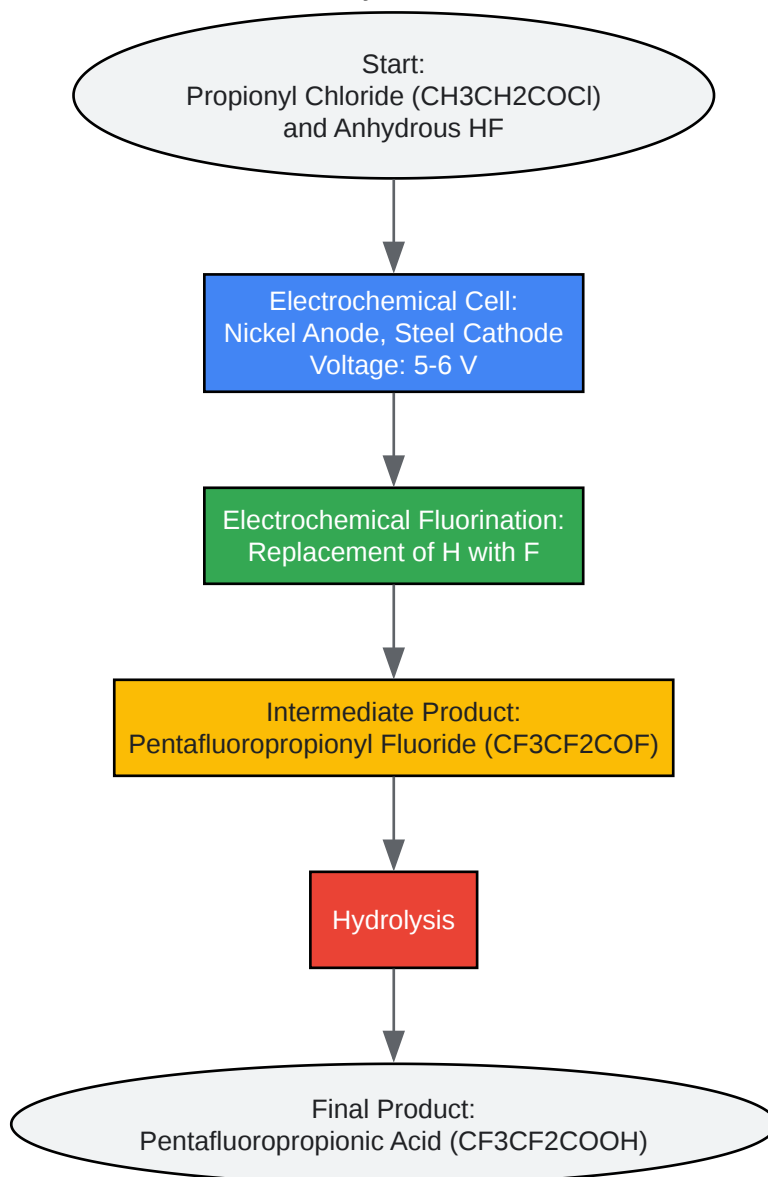 Start:
Propionyl Chloride (CH3CH2COCl)
and Anhydrous HF
Electrochemical Cell:
Nickel Anode, Steel Cathode
Voltage: 5-6 V
Electrochemical Fluorination:
Replacement of H with F
Intermediate Product:
Pentafluoropropionyl Fluoride (CF3CF2COF)
Hydrolysis
Final Product:
Pentafluoropropionic Acid (CF3CF2COOH)